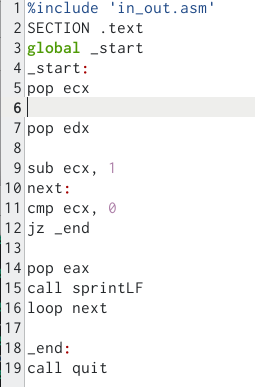 1 %include 'in_out.asm'
2 SECTION .text
3 global _start
4 _start:
5 pop ecx
6
7 pop edx
8
9 sub ecx, 1
10 next:
11 cmp ecx, 0
12 jz _end
13
14 pop eax
15 call sprintLF
16 loop next
17
18 _end:
19 call quit